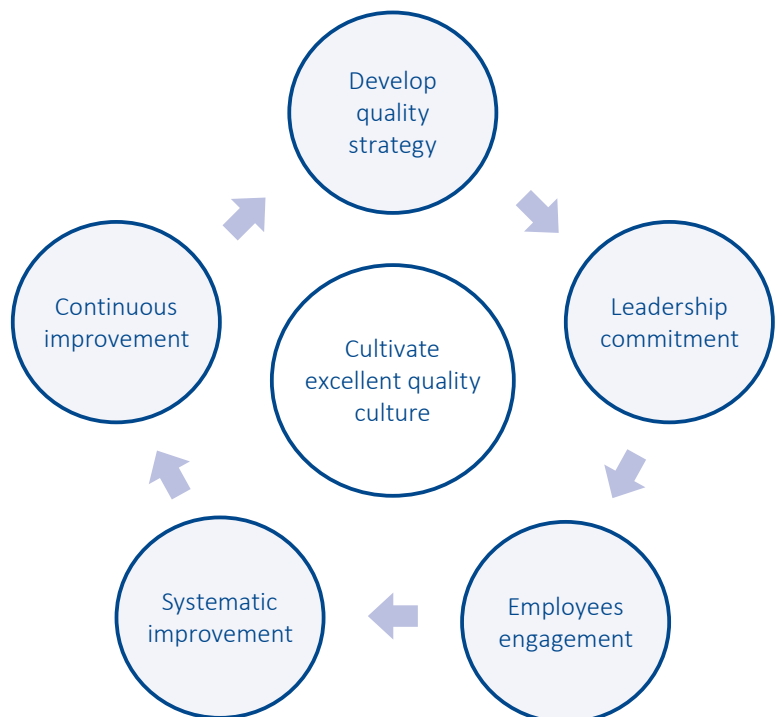 Develop
quality
strategy
Leadership
commitment
Employees
engagement
Systematic
improvement
Continuous
improvement
Cultivate
excellent quality
culture